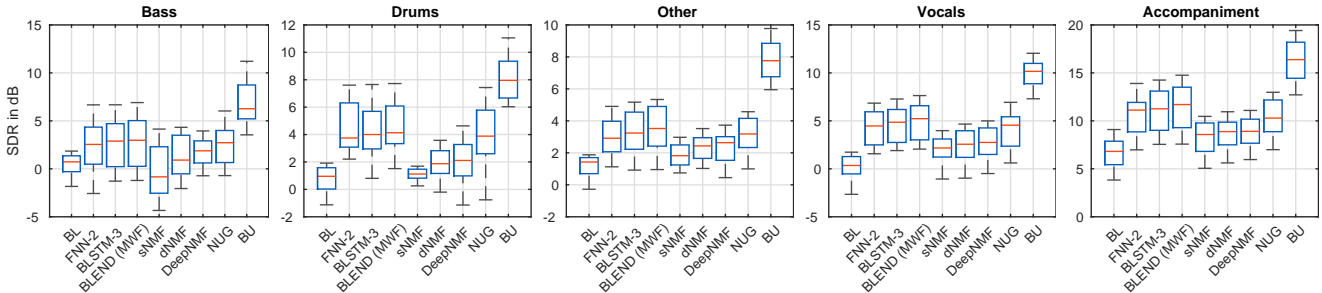 Bass
SDR in dB
15
10
5
0
-5
BL
FNN-2
BLSTM-3
BLEND (MWF)
sNMF
dNMF
DeepNMF
NUG
BU
Drums
12
10
8
6
4
2
0
-2
BL
FNN-2
BLSTM-3
BLEND (MWF)
sNMF
dNMF
DeepNMF
NUG
BU
Other
10
8
6
4
2
0
-2
BL
FNN-2
BLSTM-3
BLEND (MWF)
sNMF
dNMF
DeepNMF
NUG
BU
Vocals
15
10
5
0
-5
BL
FNN-2
BLSTM-3
BLEND (MWF)
sNMF
dNMF
DeepNMF
NUG
BU
Accompaniment
20
15
10
5
0
BL
FNN-2
BLSTM-3
BLEND (MWF)
sNMF
dNMF
DeepNMF
NUG
BU